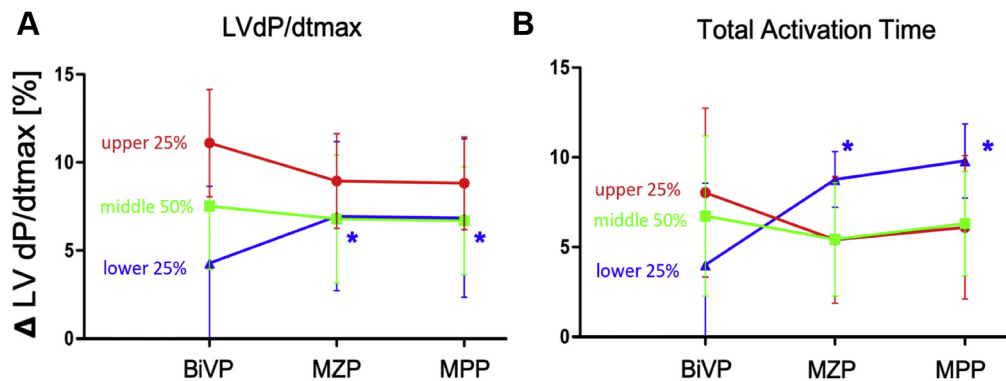 A
LVdP/dtmax
Δ LV dP/dtmax [%]
15
10
5
0
upper 25%
middle 50%
lower 25%
*
*
BiVP
MZP
MPP
B
Total Activation Time
15
10
5
0
upper 25%
middle 50%
lower 25%
*
*
BiVP
MZP
MPP